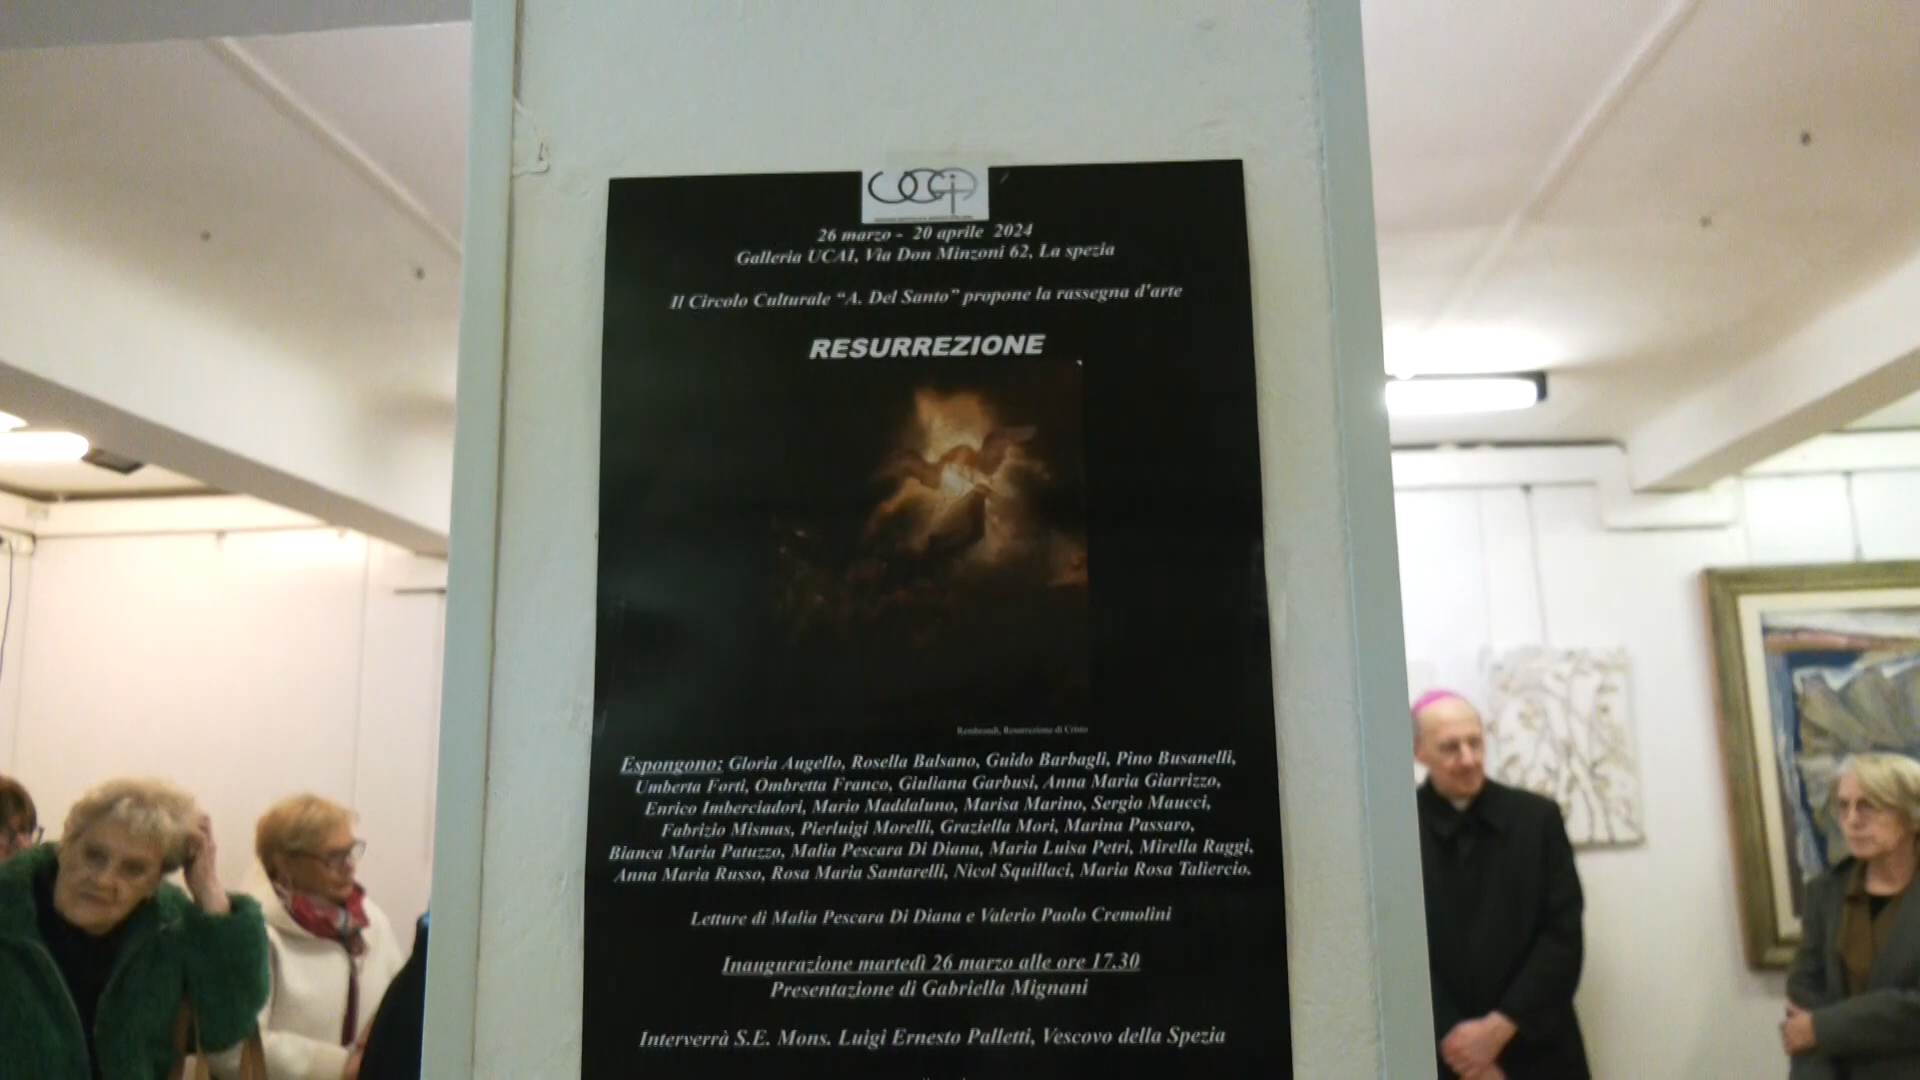 UCAI
26 marzo - 20 aprile 2024
Galleria UCAI, Via Don Minzoni 62, La spezia
Il Circolo Culturale “A. Del Santo” propone la rassegna d'arte
RESURREZIONE
Rembrandt, Resurrezione di Cristo
Espongono: Gloria Augello, Rosella Balsano, Guido Barbagli, Pino Busanelli,
Umberta Forti, Ombretta Franco, Giuliana Garbusi, Anna Maria Giarrizzo,
Enrico Imberciadori, Mario Maddaluno, Marisa Marino, Sergio Maucci,
Fabrizio Mismas, Pierluigi Morelli, Graziella Mori, Marina Passaro,
Bianca Maria Patuzzo, Malia Pescara Di Diana, Maria Luisa Petri, Mirella Raggi,
Anna Maria Russo, Rosa Maria Santarelli, Nicol Squillaci, Maria Rosa Taliercio.
Letture di Malia Pescara Di Diana e Valerio Paolo Cremolini
Inaugurazione martedì 26 marzo alle ore 17.30
Presentazione di Gabriella Mignani
Interverrà S.E. Mons. Luigi Ernesto Palletti, Vescovo della Spezia